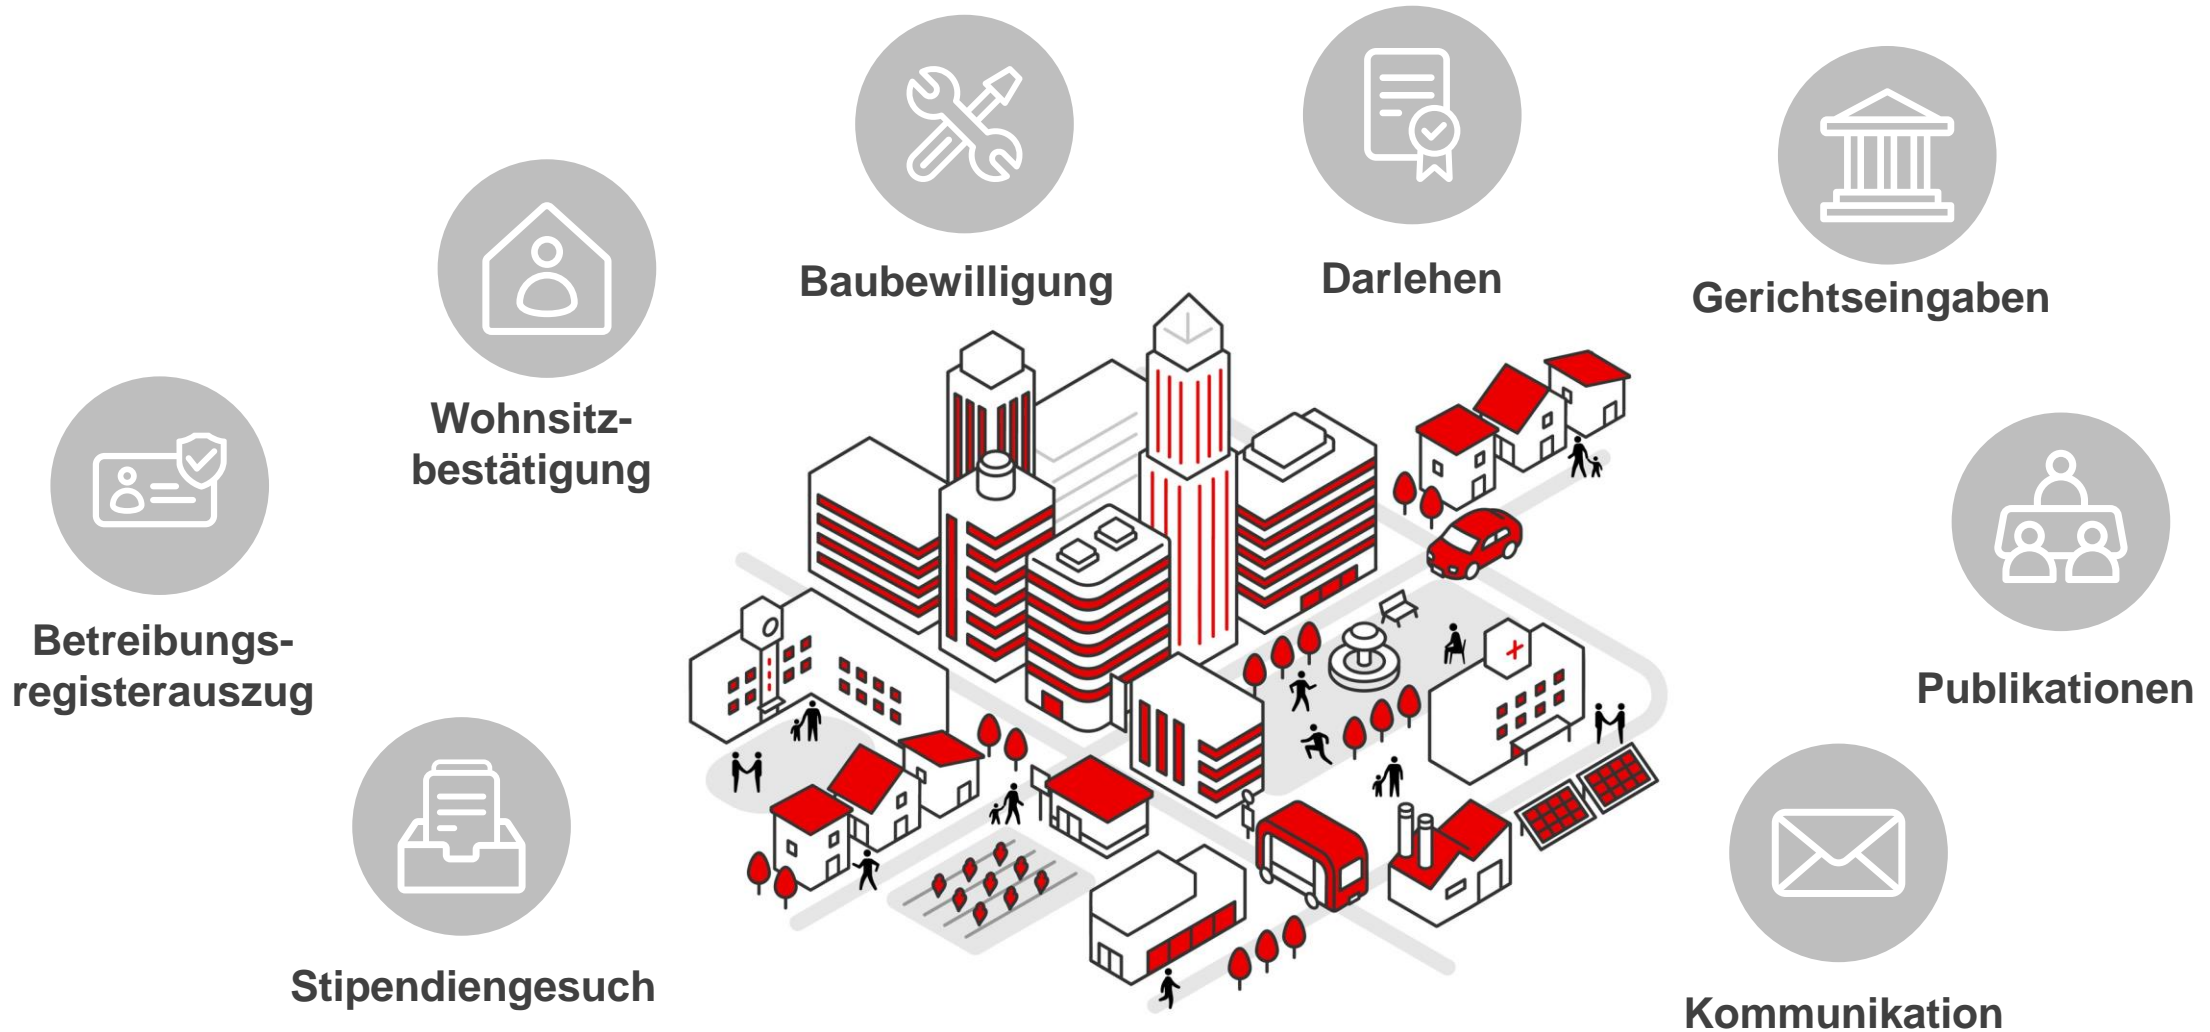 Baubewilligung
Darlehen
Gerichtseingaben
Wohnsitz-
bestätigung
Betreibungs-
registerauszug
Publikationen
Stipendiengesuch
Kommunikation